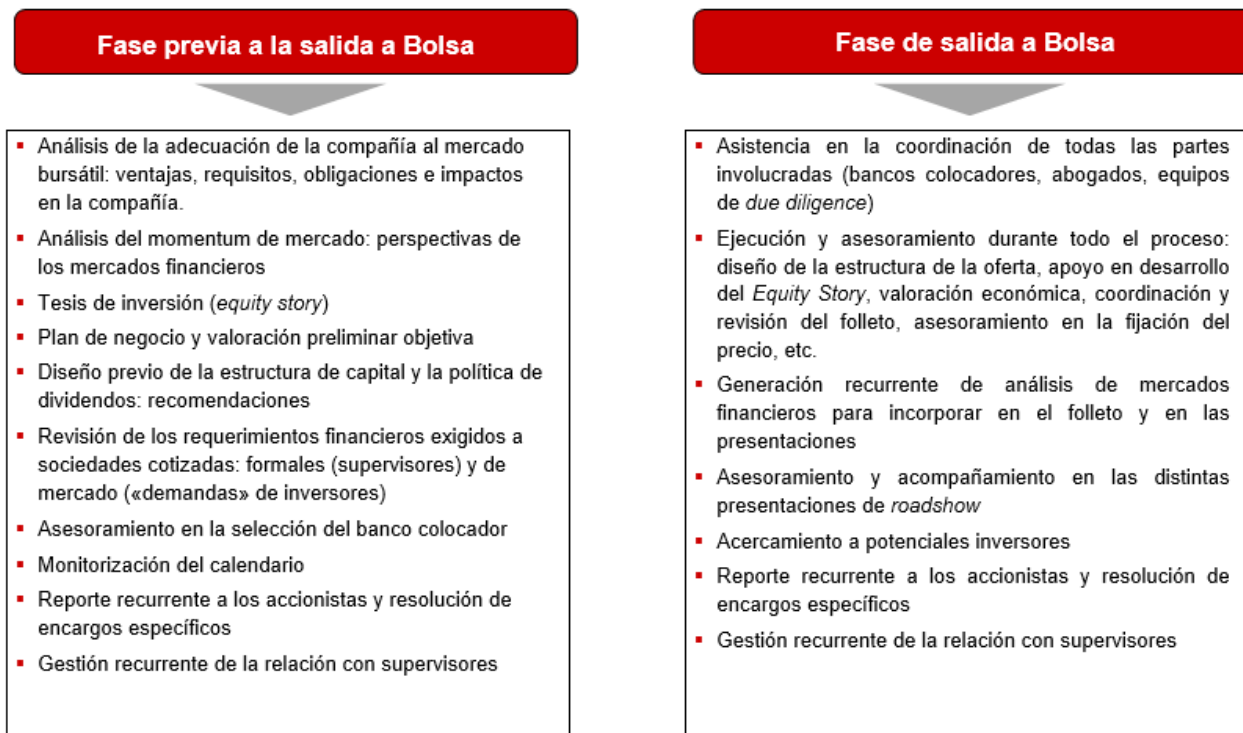 Fase previa a la salida a Bolsa
▪ Análisis de la adecuación de la compañía al mercado
bursátil: ventajas, requisitos, obligaciones e impactos
en la compañía.
▪ Análisis del momentum de mercado: perspectivas de
los mercados financieros
▪ Tesis de inversión (equity story)
▪ Plan de negocio y valoración preliminar objetiva
▪ Diseño previo de la estructura de capital y la política de
dividendos: recomendaciones
▪ Revisión de los requerimientos financieros exigidos a
sociedades cotizadas: formales (supervisores) y de
mercado («demandas» de inversores)
▪ Asesoramiento en la selección del banco colocador
▪ Monitorización del calendario
▪ Reporte recurrente a los accionistas y resolución de
encargos específicos
▪ Gestión recurrente de la relación con supervisores
Fase de salida a Bolsa
▪ Asistencia en la coordinación de todas las partes
involucradas (bancos colocadores, abogados, equipos
de due diligence)
▪ Ejecución y asesoramiento durante todo el proceso:
diseño de la estructura de la oferta, apoyo en desarrollo
del Equity Story, valoración económica, coordinación y
revisión del folleto, asesoramiento en la fijación del
precio, etc.
▪ Generación recurrente de análisis de mercados
financieros para incorporar en el folleto y en las
presentaciones
▪ Asesoramiento y acompañamiento en las distintas
presentaciones de roadshow
▪ Acercamiento a potenciales inversores
▪ Reporte recurrente a los accionistas y resolución de
encargos específicos
▪ Gestión recurrente de la relación con supervisores